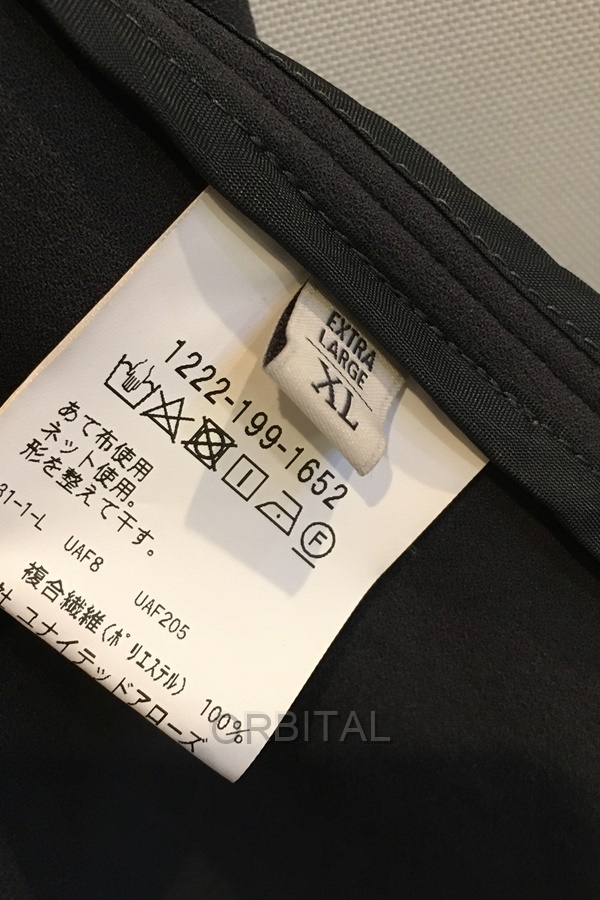 EXTRA
LARGE
XL
1222-199-1652
あて布使用
ネット使用。
形を整えて干す。
31-1-L UAF8 UAF205
複合繊維(ポリエステル) 100%
ユナイテッドアローズ
F
ORBITAL